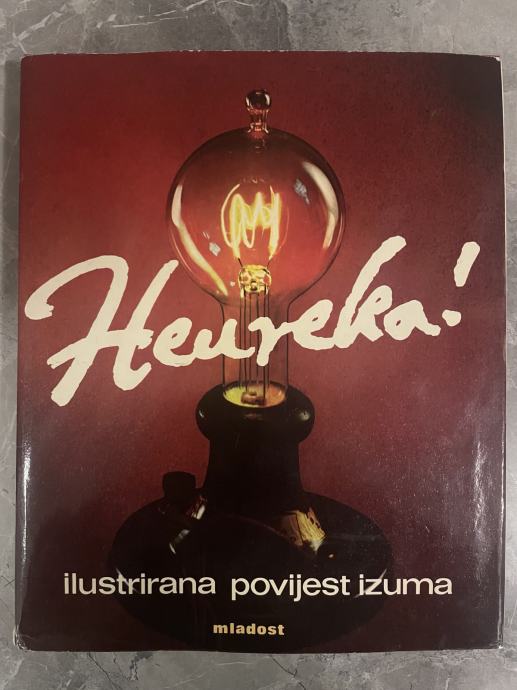 Heureka!
ilustrirana povijest izuma
mladost